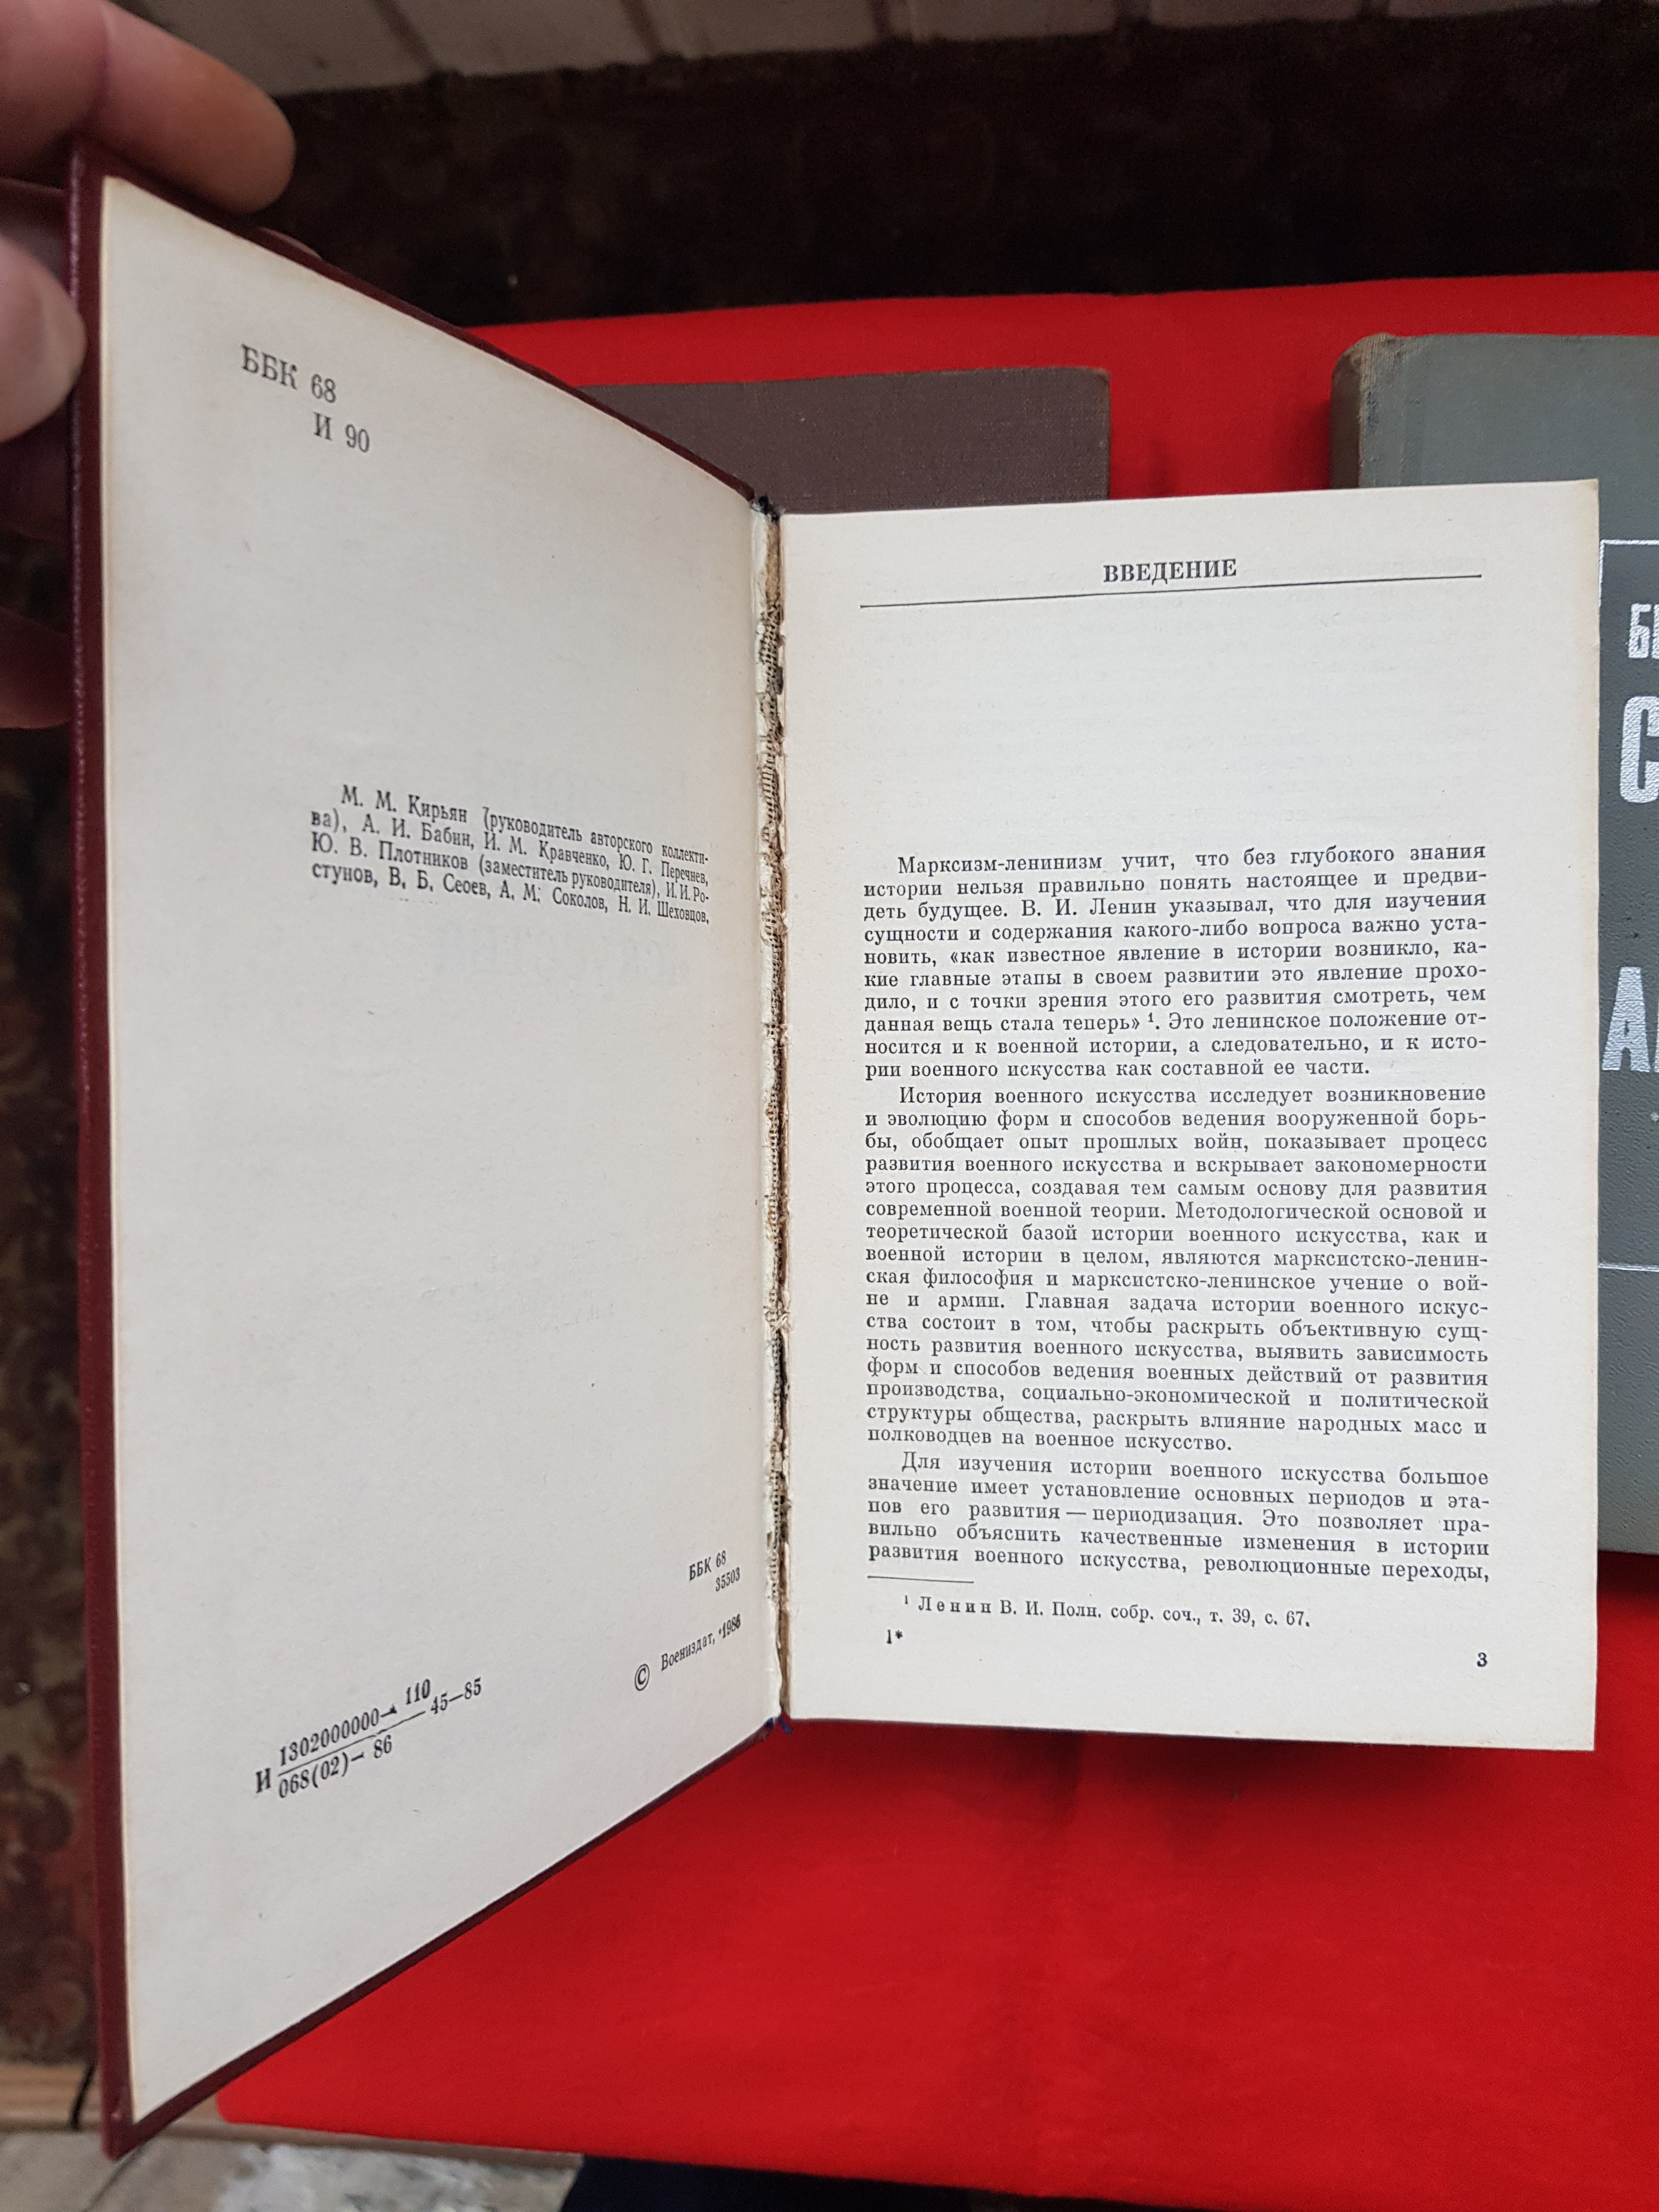 ББК 68
И 90
М. М. Кирьян (руководитель авторского коллекти-
ва), А. И. Бабин, И. М. Кравченко, Ю. Г. Перечнев,
Ю. В. Плотников (заместитель руководителя), И. И. Ро-
стунов, В. Б. Сеоев, А. М. Соколов, Н. И. Шеховцов,
ББК 68
35503
© Воениздат, 1986
И 1302000000—110
068(02)—86
45—85
ВВЕДЕНИЕ
Марксизм-ленинизм учит, что без глубокого знания
истории нельзя правильно понять настоящее и предви-
деть будущее. В. И. Ленин указывал, что для изучения
сущности и содержания какого-либо вопроса важно уста-
новить, «как известное явление в истории возникло, ка-
кие главные этапы в своем развитии это явление прохо-
дило, и с точки зрения этого его развития смотреть, чем
данная вещь стала теперь» ¹. Это ленинское положение от-
носится и к военной истории, а следовательно, и к исто-
рии военного искусства как составной ее части.
История военного искусства исследует возникновение
и эволюцию форм и способов ведения вооруженной борь-
бы, обобщает опыт прошлых войн, показывает процесс
развития военного искусства и вскрывает закономерности
этого процесса, создавая тем самым основу для развития
современной военной теории. Методологической основой и
теоретической базой истории военного искусства, как и
военной истории в целом, являются марксистско-ленин-
ская философия и марксистско-ленинское учение о вой-
не и армии. Главная задача истории военного искус-
ства состоит в том, чтобы раскрыть объективную сущ-
ность развития военного искусства, выявить зависимость
форм и способов ведения военных действий от развития
производства, социально-экономической и политической
структуры общества, раскрыть влияние народных масс и
полководцев на военное искусство.
Для изучения истории военного искусства большое
значение имеет установление основных периодов и эта-
пов его развития — периодизация. Это позволяет пра-
вильно объяснить качественные изменения в истории
развития военного искусства, революционные переходы,
¹ Ленин В. И. Полн. собр. соч., т. 39, с. 67.
1*
3